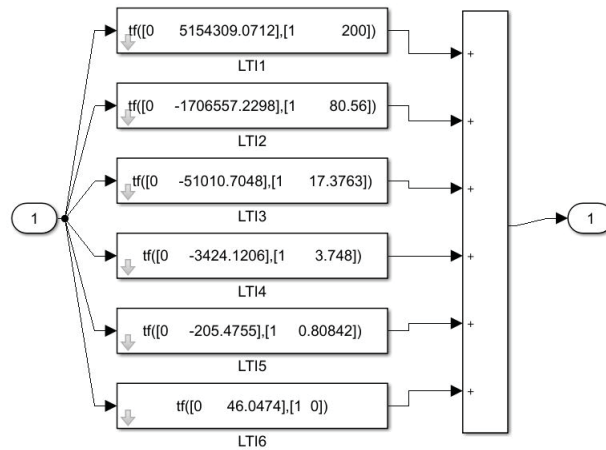 tf([0 5154309.0712],[1 200])
LTI1
+
tf([0 -1706557.2298],[1 80.56])
LTI2
+
tf([0 -51010.7048],[1 17.3763])
LTI3
+
1
1
tf([0 -3424.1206],[1 3.748])
LTI4
+
tf([0 -205.4755],[1 0.80842])
LTI5
+
tf([0 46.0474],[1 0])
LTI6
+